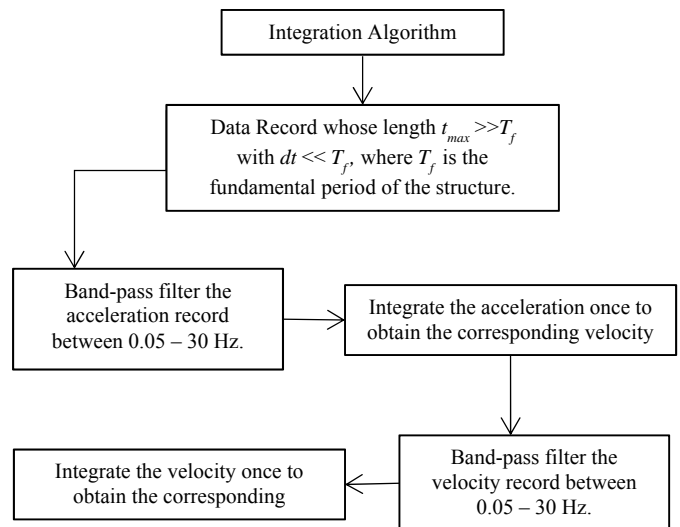 Integration Algorithm
Data Record whose length t_max >>T_f
with dt << T_f, where T_f is the
fundamental period of the structure.
Band-pass filter the
acceleration record
between 0.05 – 30 Hz.
Integrate the acceleration once to
obtain the corresponding velocity
Band-pass filter the
velocity record between
0.05 – 30 Hz.
Integrate the velocity once to
obtain the corresponding